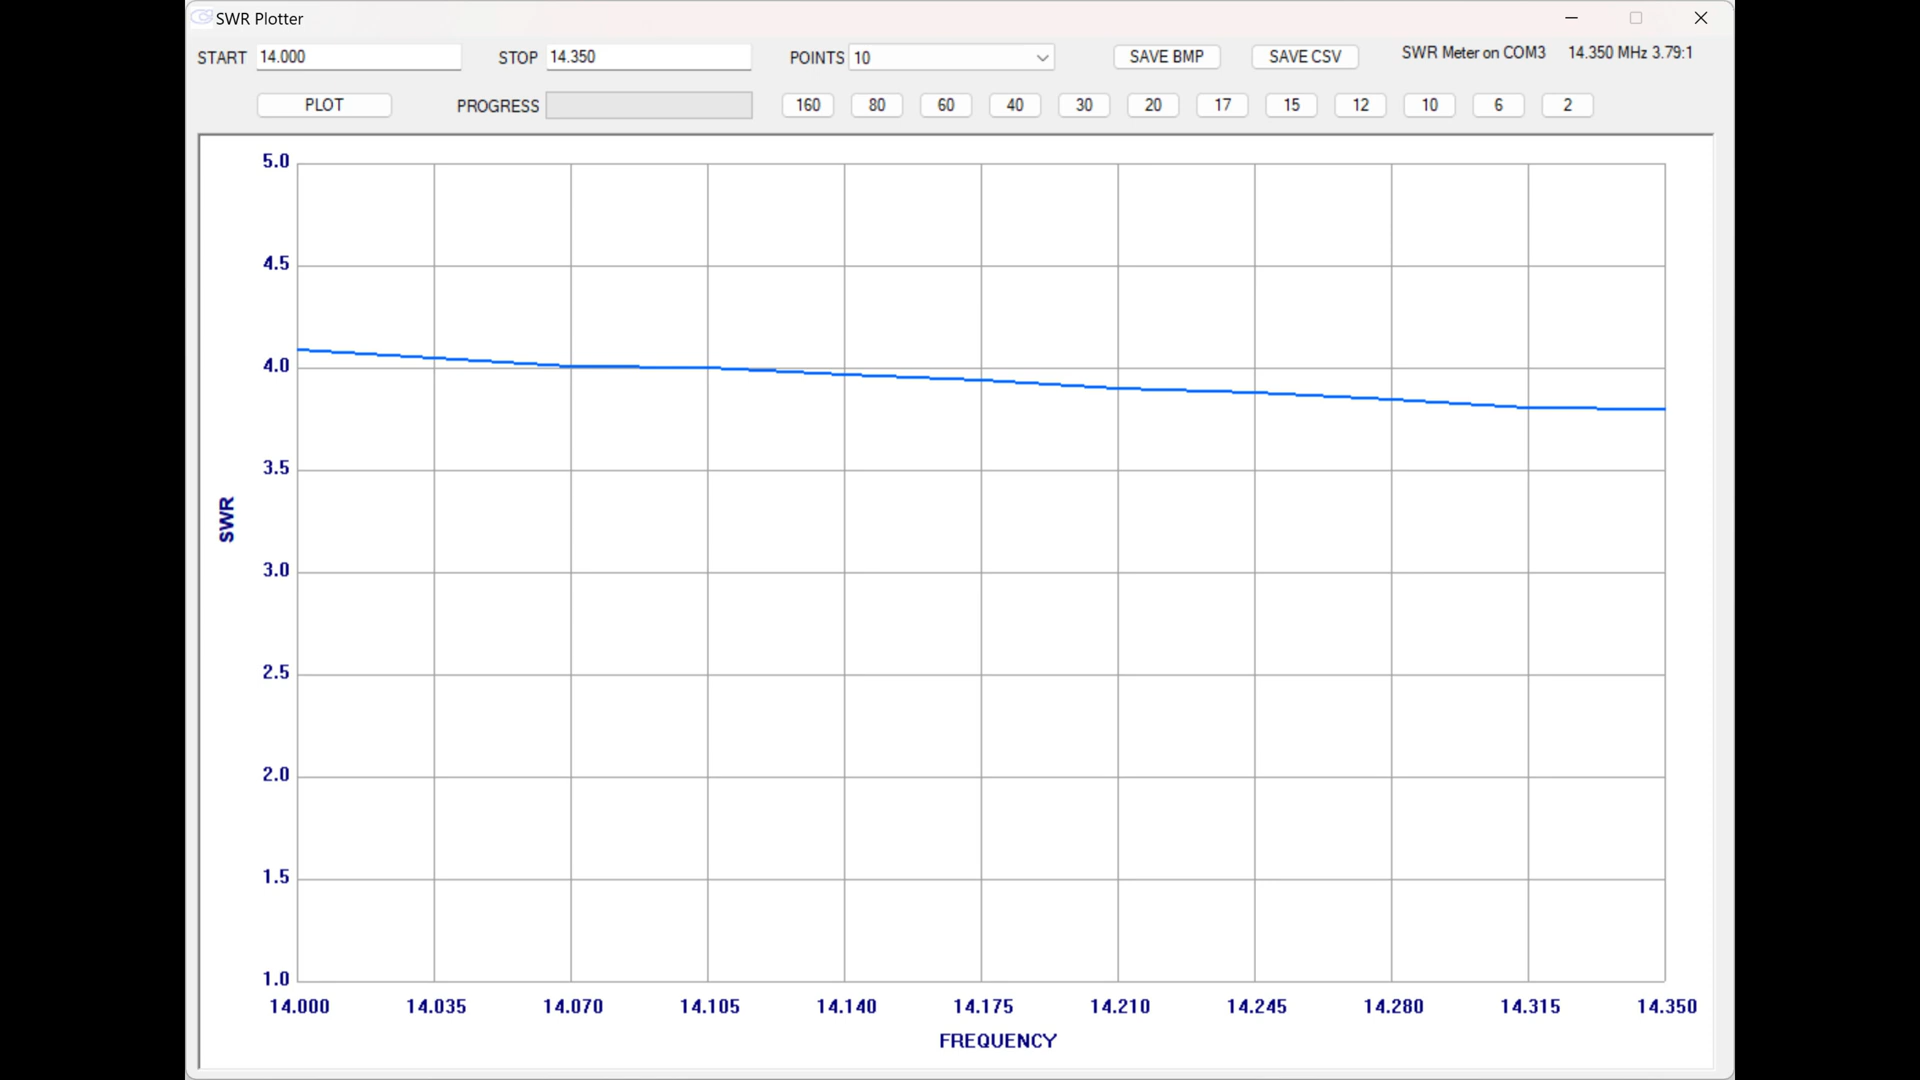 SWR Plotter
START 14.000 STOP 14.350 POINTS 10 SAVE BMP SAVE CSV SWR Meter on COM3 14.350 MHz 3.79:1
PLOT PROGRESS 160 80 60 40 30 20 17 15 12 10 6 2
5.0
4.5
4.0
3.5
SWR
3.0
2.5
2.0
1.5
1.0
14.000 14.035 14.070 14.105 14.140 14.175 14.210 14.245 14.280 14.315 14.350
FREQUENCY